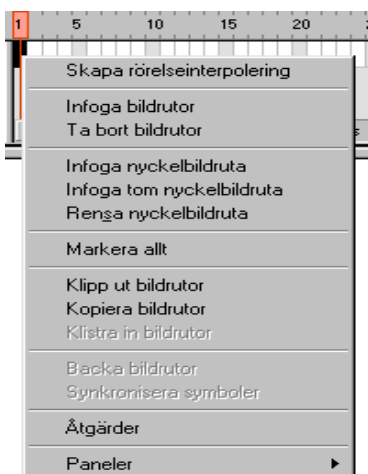 1 5 10 15 20
Skapa rörelseinterpolering
Infoga bildrutor
Ta bort bildrutor
Infoga nyckelbildruta
Infoga tom nyckelbildruta
Rensa nyckelbildruta
Markera allt
Klipp ut bildrutor
Kopiera bildrutor
Klistra in bildrutor
Backa bildrutor
Synkronisera symboler
Åtgärder
Paneler